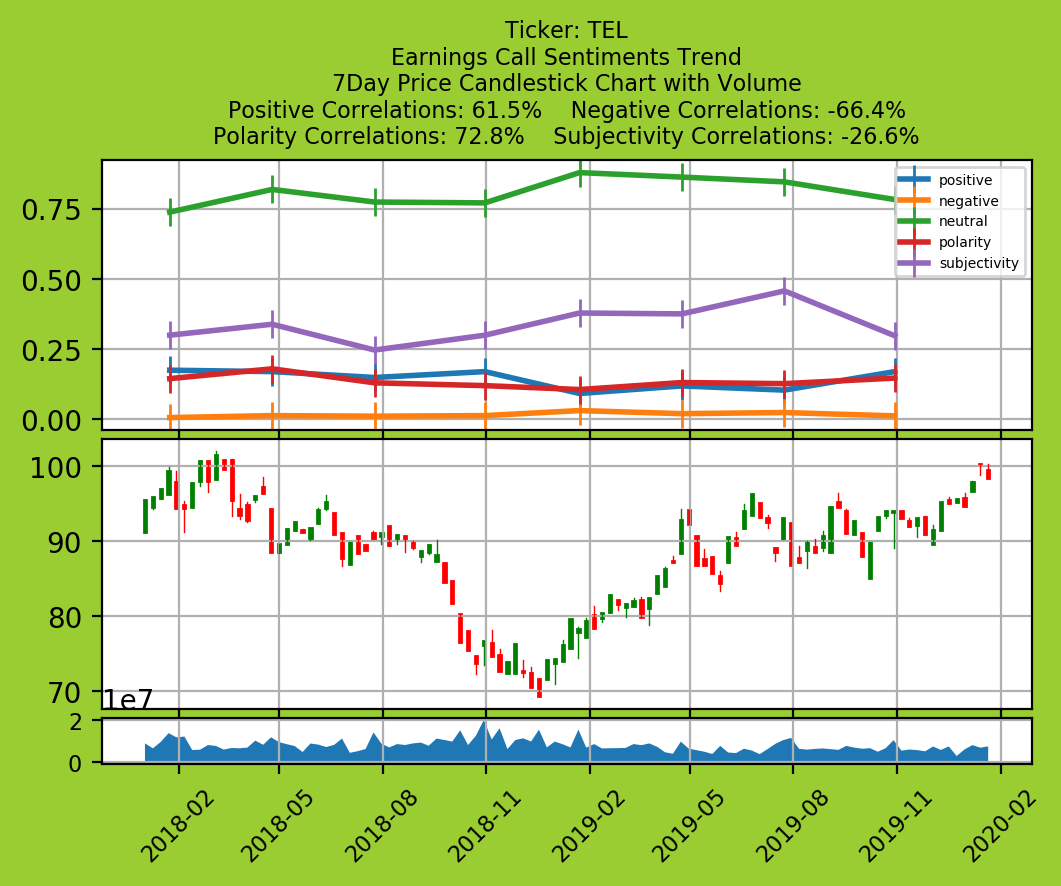 Ticker: TEL
Earnings Call Sentiments Trend
7Day Price Candlestick Chart with Volume
Positive Correlations: 61.5%    Negative Correlations: -66.4%
Polarity Correlations: 72.8%    Subjectivity Correlations: -26.6%
positive
negative
neutral
polarity
subjectivity
0.75
0.50
0.25
0.00
100
90
80
70
1e7
2
0
2018-02
2018-05
2018-08
2018-11
2019-02
2019-05
2019-08
2019-11
2020-02